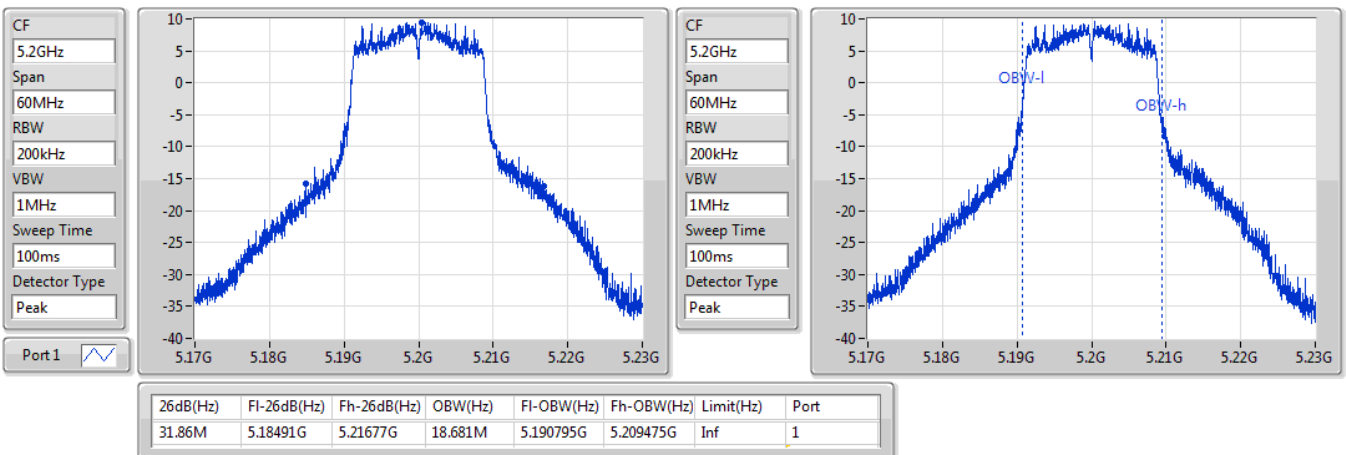 CF
5.2GHz
Span
60MHz
RBW
200kHz
VBW
1MHz
Sweep Time
100ms
Detector Type
Peak
Port 1
10
5
0
-5
-10
-15
-20
-25
-30
-35
-40
5.17G 5.18G 5.19G 5.2G 5.21G 5.22G 5.23G
CF
5.2GHz
Span
60MHz
RBW
200kHz
VBW
1MHz
Sweep Time
100ms
Detector Type
Peak
10
5
0
-5
-10
-15
-20
-25
-30
-35
-40
OBW-l
OBW-h
5.17G 5.18G 5.19G 5.2G 5.21G 5.22G 5.23G
26dB(Hz) Fl-26dB(Hz) Fh-26dB(Hz) OBW(Hz) Fl-OBW(Hz) Fh-OBW(Hz) Limit(Hz) Port
31.86M 5.18491G 5.21677G 18.681M 5.190795G 5.209475G Inf 1